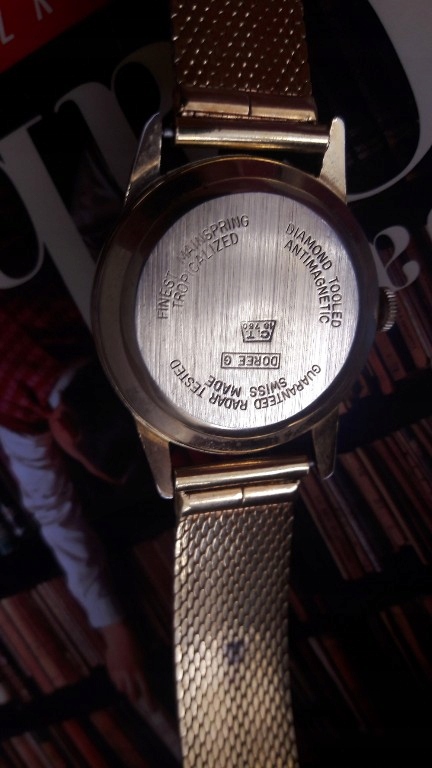 FINEST MAINSPRING
TROPICALIZED
DIAMOND TOOLED
ANTIMAGNETIC
G.T
DOREE G
GUARANTEED RADAR TESTED
SWISS MADE